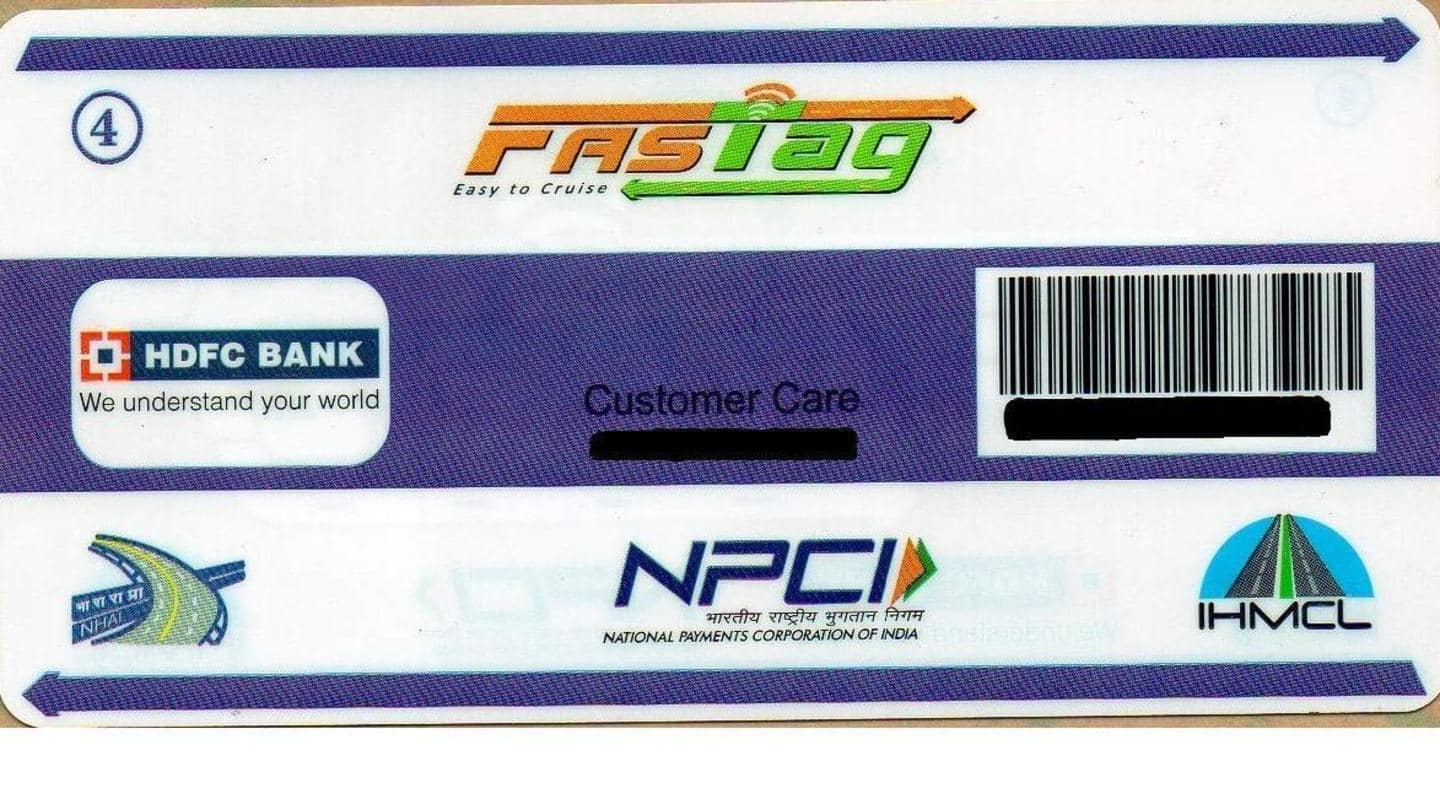 4
FASTag
Easy to Cruise
HDFC BANK
We understand your world
Customer Care
भा रा रा प्रा
NHAI
NPCI
भारतीय राष्ट्रीय भुगतान निगम
NATIONAL PAYMENTS CORPORATION OF INDIA
IHMCL